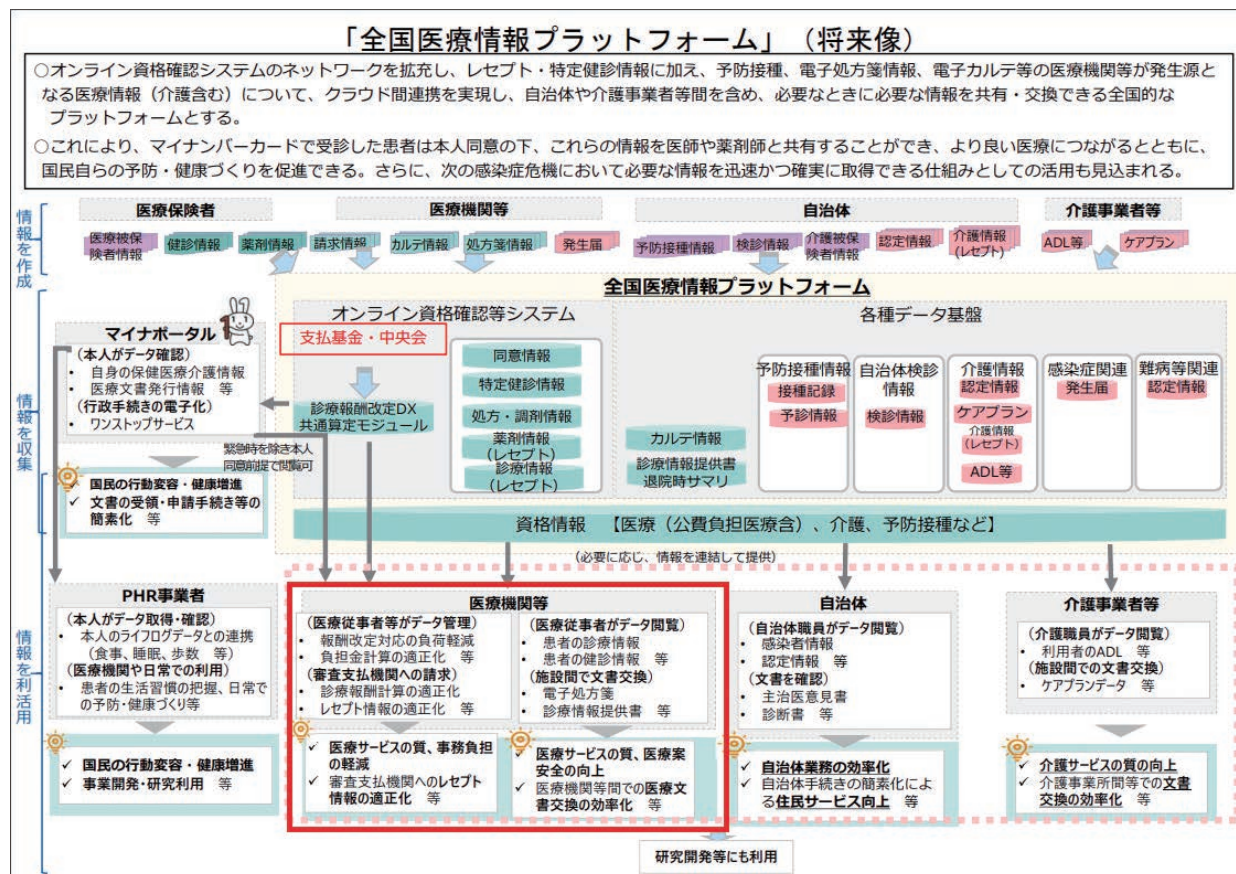 「全国医療情報プラットフォーム」（将来像）
○オンライン資格確認システムのネットワークを拡充し、レセプト・特定健診情報に加え、予防接種、電子処方箋情報、電子カルテ等の医療機関等が発生源と
なる医療情報（介護含む）について、クラウド間連携を実現し、自治体や介護事業者等間を含め、必要なときに必要な情報を共有・交換できる全国的な
プラットフォームとする。
○これにより、マイナンバーカードで受診した患者は本人同意の下、これらの情報を医師や薬剤師と共有することができ、より良い医療につながるとともに、
国民自らの予防・健康づくりを促進できる。さらに、次の感染症危機において必要な情報を迅速かつ確実に取得できる仕組みとしての活用も見込まれる。
情報を作成
医療保険者
医療機関等
自治体
介護事業者等
医療被保
険者情報
健診情報
薬剤情報
請求情報
カルテ情報
処方箋情報
発生届
予防接種情報
検診情報
介護被保
険者情報
認定情報
介護情報
（レセプト）
ADL等
ケアプラン
情報を収集
全国医療情報プラットフォーム
マイナポータル
（本人がデータ確認）
・ 自身の保健医療介護情報
・ 医療文書発行情報 等
（行政手続きの電子化）
・ ワンストップサービス
オンライン資格確認等システム
支払基金・中央会
診療報酬改定DX
共通算定モジュール
同意情報
特定健診情報
処方・調剤情報
薬剤情報
（レセプト）
診療情報
（レセプト）
各種データ基盤
カルテ情報
診療情報提供書
退院時サマリ
予防接種情報
接種記録
予診情報
自治体検診
情報
検診情報
介護情報
認定情報
ケアプラン
介護情報
（レセプト）
ADL等
感染症関連
発生届
難病等関連
認定情報
緊急時を除き本人
同意前提で閲覧可
✓ 国民の行動変容・健康増進
✓ 文書の受領・申請手続き等の
簡素化 等
資格情報 【医療（公費負担医療含）、介護、予防接種など】
（必要に応じ、情報を連結して提供）
情報を利活用
PHR事業者
（本人がデータ取得・確認）
・ 本人のライフログデータとの連携
（食事、睡眠、歩数 等）
（医療機関や日常での利用）
・ 患者の生活習慣の把握、日常で
の予防・健康づくり等
✓ 国民の行動変容・健康増進
✓ 事業開発・研究利用 等
医療機関等
（医療従事者等がデータ管理）
・ 報酬改定対応の負荷軽減
・ 負担金計算の適正化 等
（審査支払機関への請求）
・ 診療報酬計算の適正化
・ レセプト情報の適正化 等
（医療従事者がデータ閲覧）
・ 患者の診療情報
・ 患者の健診情報 等
（施設間での文書交換）
・ 電子処方箋
・ 診療情報提供書 等
✓ 医療サービスの質、事務負担
の軽減
✓ 審査支払機関へのレセプト
情報の適正化 等
✓ 医療サービスの質、医療案
安全の向上
✓ 医療機関等間での医療文
書交換の効率化 等
自治体
（自治体職員がデータ閲覧）
・ 感染者情報
・ 認定情報 等
（文書を確認）
・ 主治医意見書
・ 診断書 等
✓ 自治体業務の効率化
✓ 自治体手続きの簡素化によ
る住民サービス向上 等
介護事業者等
（介護職員がデータ閲覧）
・ 利用者のADL 等
（施設間での文書交換）
・ ケアプランデータ 等
✓ 介護サービスの質の向上
✓ 介護事業所間等での文書
交換の効率化 等
研究開発等にも利用